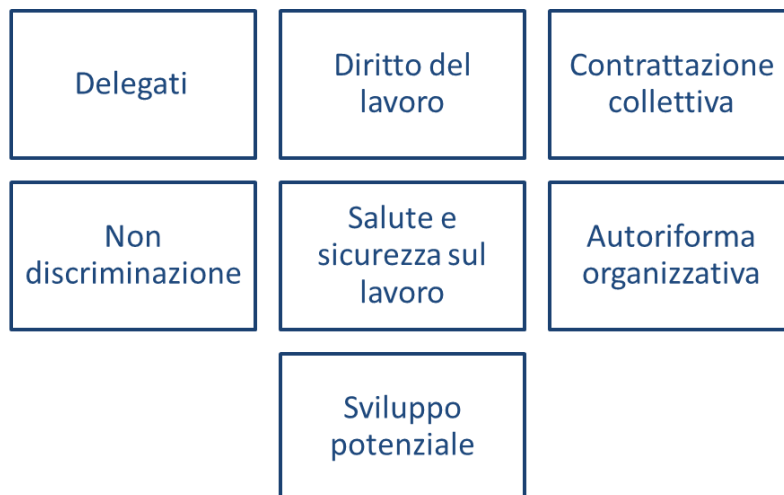 Delegati
Diritto del
lavoro
Contrattazione
collettiva
Non
discriminazione
Salute e
sicurezza sul
lavoro
Autoriforma
organizzativa
Sviluppo
potenziale